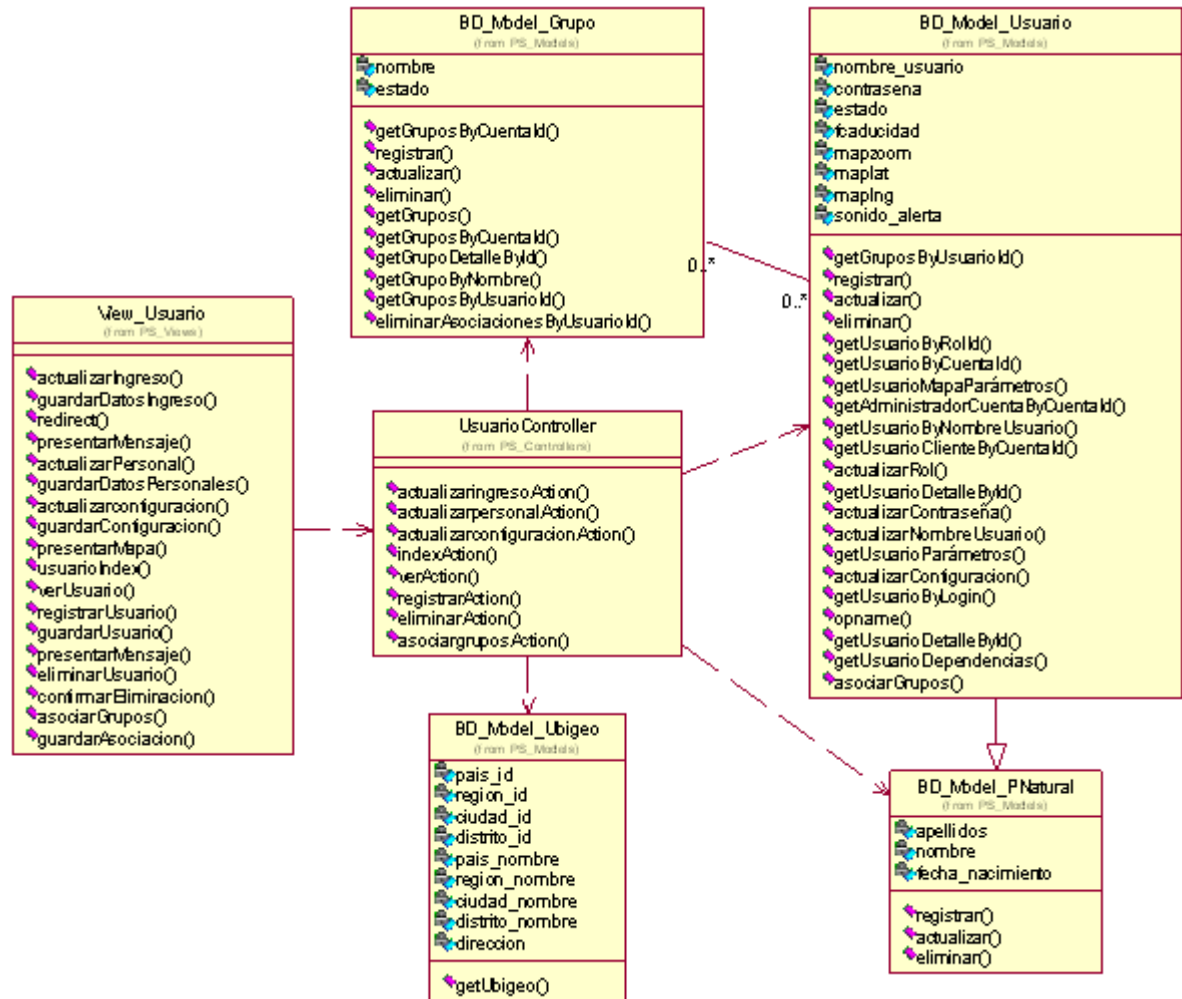 BD_Model_Grupo
(from PS_Models)
nombre
estado
getGruposByCuentaId()
registrar()
actualizar()
eliminar()
getGrupos()
getGruposByCuentaId()
getGrupoDetalleById()
getGrupoByNombre()
getGruposByUsuarioId()
eliminarAsociacionesByUsuarioId()
BD_Model_Usuario
(from PS_Models)
nombre_usuario
contrasena
estado
fcaducidad
mapzoom
maplat
maplng
sonido_alerta
getGruposByUsuarioId()
registrar()
actualizar()
eliminar()
getUsuarioByRolId()
getUsuarioByCuentaId()
getUsuarioMapaParámetros()
getAdministradorCuentaByCuentaId()
getUsuarioByNombreUsuario()
getUsuarioClienteByCuentaId()
actualizarRol()
getUsuarioDetalleById()
actualizarContraseña()
actualizarNombreUsuario()
getUsuarioParámetros()
actualizarConfiguracion()
getUsuarioByLogin()
opname()
getUsuarioDetalleById()
getUsuarioDependencias()
asociarGrupos()
0..*
0..*
View_Usuario
(from PS_Views)
actualizarIngreso()
guardarDatosIngreso()
redirect()
presentarMensaje()
actualizarPersonal()
guardarDatosPersonales()
actualizarconfiguracion()
guardarConfiguracion()
presentarMapa()
usuarioIndex()
verUsuario()
registrarUsuario()
guardarUsuario()
presentarMensaje()
eliminarUsuario()
confirmarEliminacion()
asociarGrupos()
guardarAsociacion()
UsuarioController
(from PS_Controllers)
actualizaringresoAction()
actualizarpersonalAction()
actualizarconfiguracionAction()
indexAction()
verAction()
registrarAction()
eliminarAction()
asociargruposAction()
BD_Model_Ubigeo
(from PS_Models)
pais_id
region_id
ciudad_id
distrito_id
pais_nombre
region_nombre
ciudad_nombre
distrito_nombre
direccion
getUbigeo()
BD_Model_PNatural
(from PS_Models)
apellidos
nombre
fecha_nacimiento
registrar()
actualizar()
eliminar()